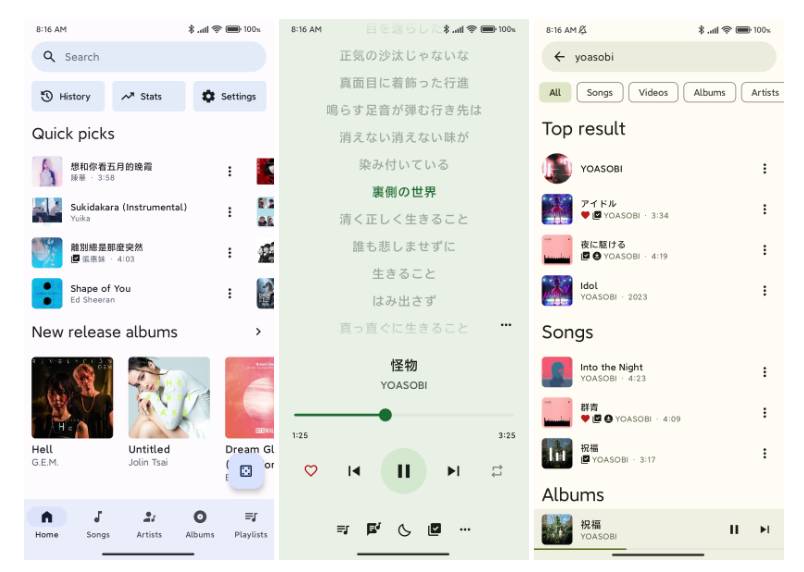 8:16 AM
100%
Search
History
Stats
Settings
Quick picks
想和你看五月的晚霞
陳華 · 3:58
Sukidakara (Instrumental)
Yuika
離別總是那麼突然
張惠妹 · 4:03
Shape of You
Ed Sheeran
New release albums
Hell
G.E.M.
Untitled
Jolin Tsai
Dream Gl
Home
Songs
Artists
Albums
Playlists
8:16 AM
100%
正気の沙汰じゃないな
真面目に着飾った行進
鳴らす足音が弾む行き先は
消えない消えない味が
染み付いている
裏側の世界
清く正しく生きること
誰も悲しませずに
生きること
はみ出さず
真っ直ぐに生きること
怪物
YOASOBI
1:25
3:25
8:16 AM
100%
yoasobi
All
Songs
Videos
Albums
Artists
Top result
YOASOBI
アイドル
YOASOBI · 3:34
夜に駆ける
YOASOBI · 4:19
Idol
YOASOBI · 2023
Songs
Into the Night
YOASOBI · 4:23
群青
YOASOBI · 4:09
祝福
YOASOBI · 3:17
Albums
祝福
YOASOBI